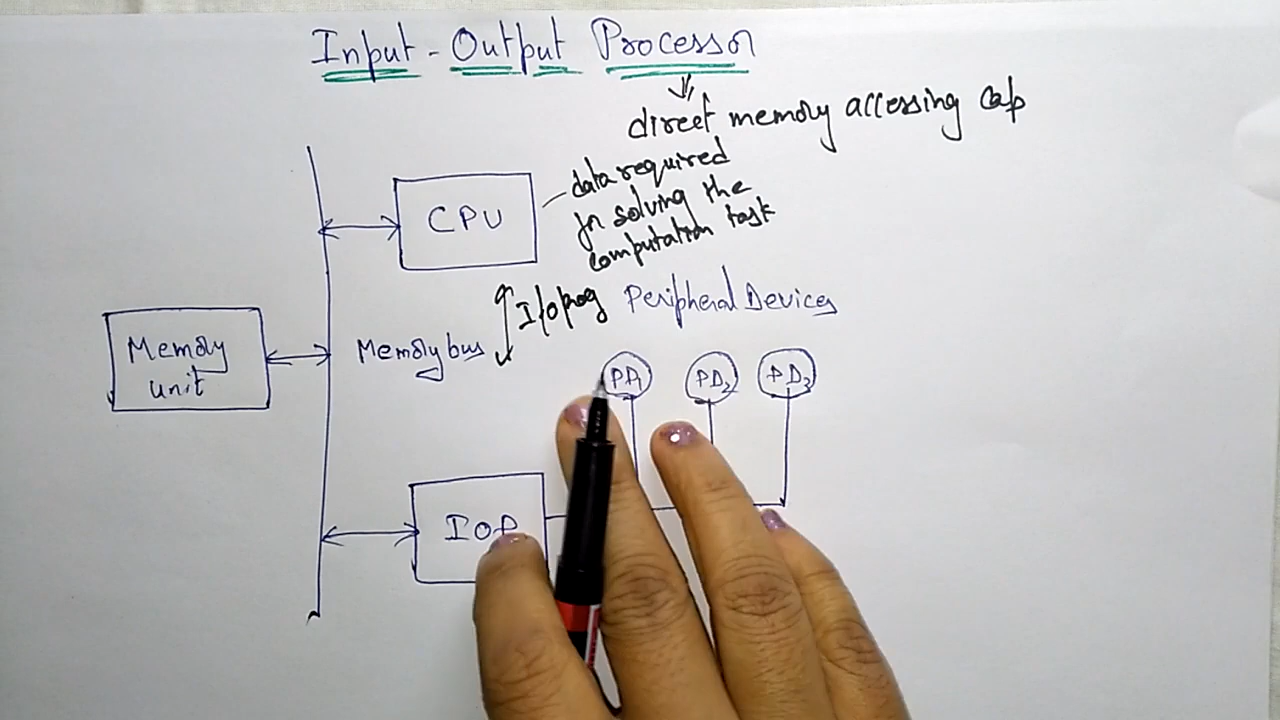 Input - Output Processor
direct memory accessing cap
data required
for solving the
computation task
CPU
I/O prog
Peripheral Devices
Memory bus
Memory
unit
PD1
PD2
PD3
IOP